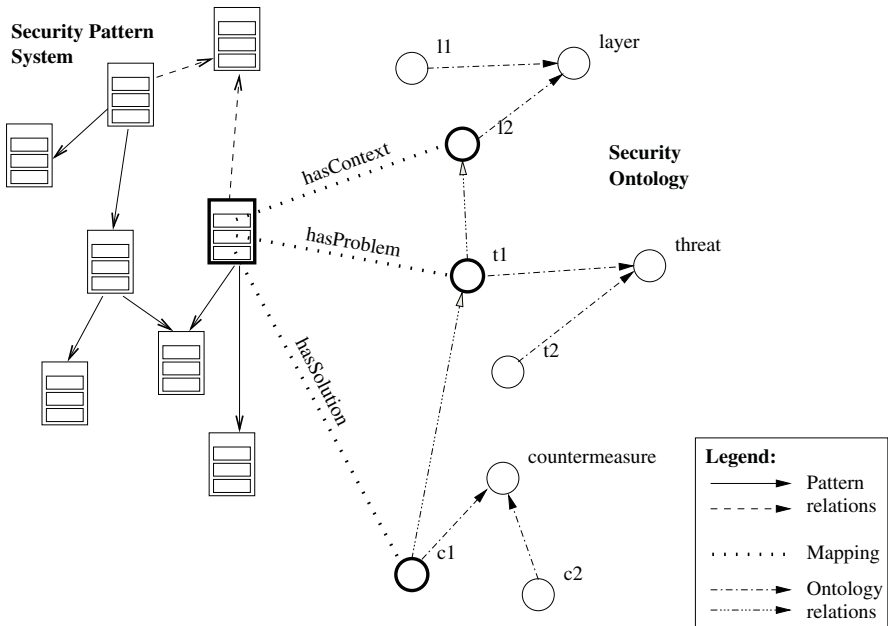 Security Pattern
System
l1
layer
l2
Security
Ontology
hasContext
hasProblem
t1
threat
t2
hasSolution
countermeasure
c1
c2
Legend:
Pattern
relations
Mapping
Ontology
relations